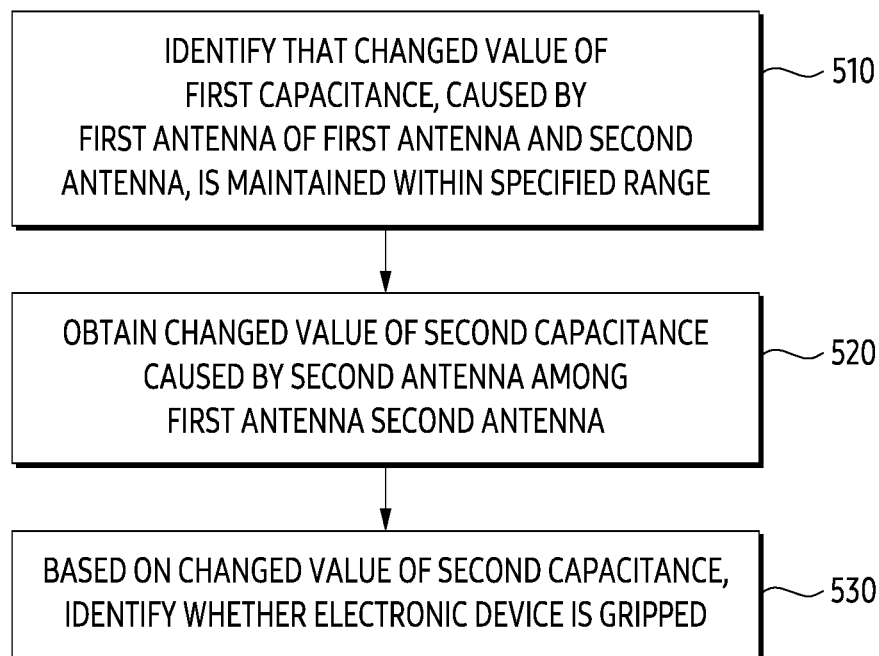 IDENTIFY THAT CHANGED VALUE OF
FIRST CAPACITANCE, CAUSED BY
FIRST ANTENNA OF FIRST ANTENNA AND SECOND
ANTENNA, IS MAINTAINED WITHIN SPECIFIED RANGE
510
OBTAIN CHANGED VALUE OF SECOND CAPACITANCE
CAUSED BY SECOND ANTENNA AMONG
FIRST ANTENNA SECOND ANTENNA
520
BASED ON CHANGED VALUE OF SECOND CAPACITANCE,
IDENTIFY WHETHER ELECTRONIC DEVICE IS GRIPPED
530